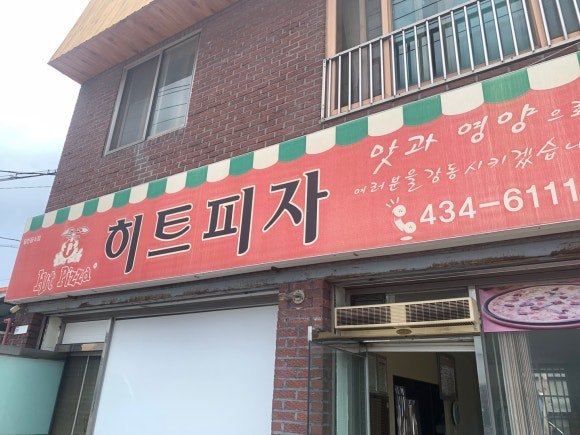 맛과 영양으로
여러분을 감동시키겠습니
히트피자
434-6111
Hit Pizza